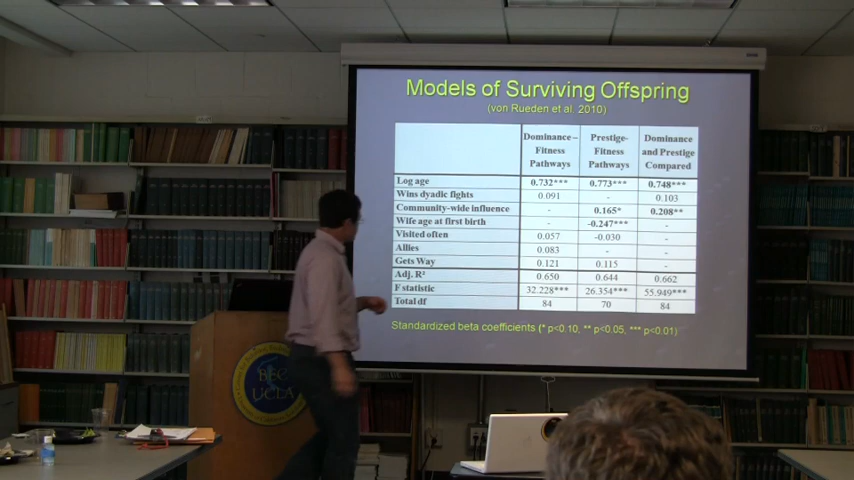 Models of Surviving Offspring
(von Rueden et al. 2010)
Dominance – Fitness Pathways Prestige- Fitness Pathways Dominance and Prestige Compared
Log age 0.732*** 0.773*** 0.748***
Wins dyadic fights 0.091 - 0.103
Community-wide influence - 0.165* 0.208**
Wife age at first birth - -0.247*** -
Visited often 0.057 -0.030 -
Allies 0.083 - -
Gets Way 0.121 0.115 -
Adj. R² 0.650 0.644 0.662
F statistic 32.228*** 26.354*** 55.949***
Total df 84 70 84
Standardized beta coefficients (* p<0.10, ** p<0.05, *** p<0.01)
BEC
UCLA